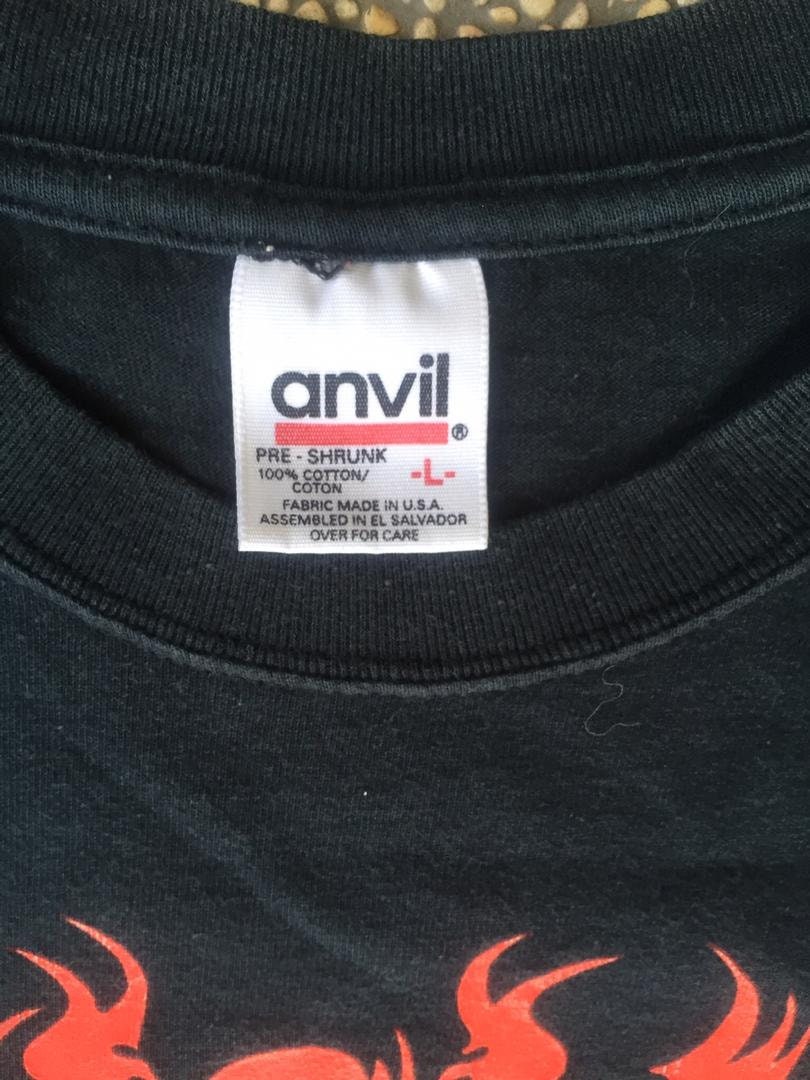 anvil®
PRE - SHRUNK
100% COTTON/
COTON
-L-
FABRIC MADE IN U.S.A.
ASSEMBLED IN EL SALVADOR
OVER FOR CARE